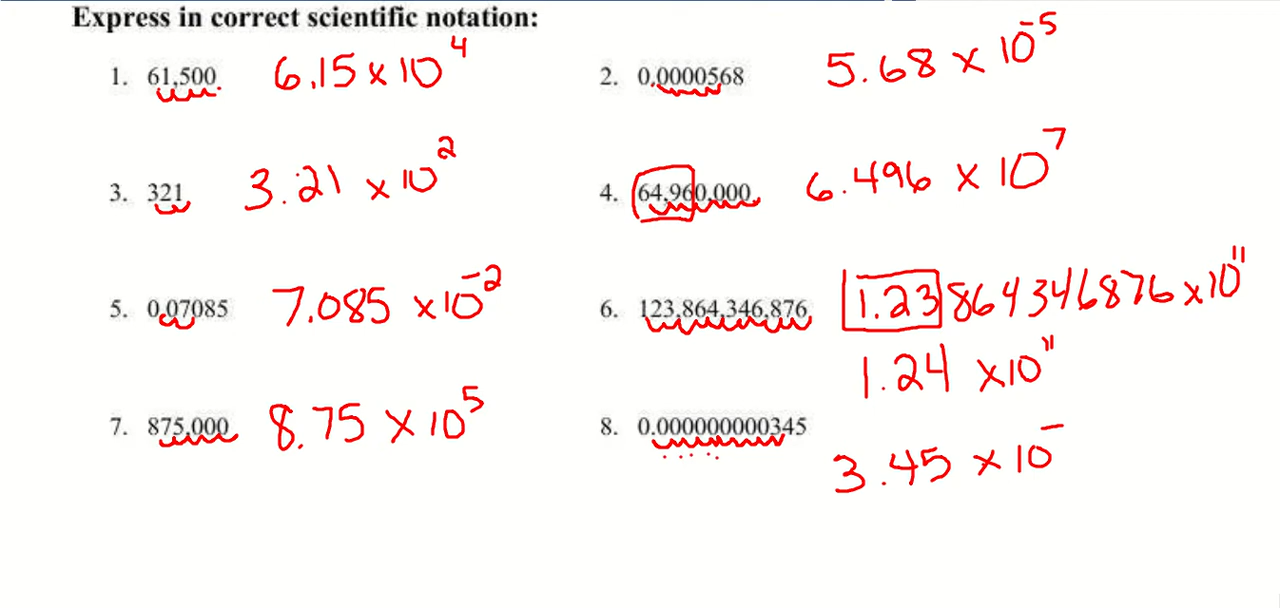 Express in correct scientific notation:
1. 61,500. 6.15 x 10^4
2. 0.0000568 5.68 x 10^-5
3. 321. 3.21 x 10^2
4. 64,960,000. 6.496 x 10^7
5. 0.07085 7.085 x 10^-2
6. 123,864,346,876. 1.23864346876 x 10^11
1.24 x 10^11
7. 875,000. 8.75 x 10^5
8. 0.000000000345
3.45 x 10^-